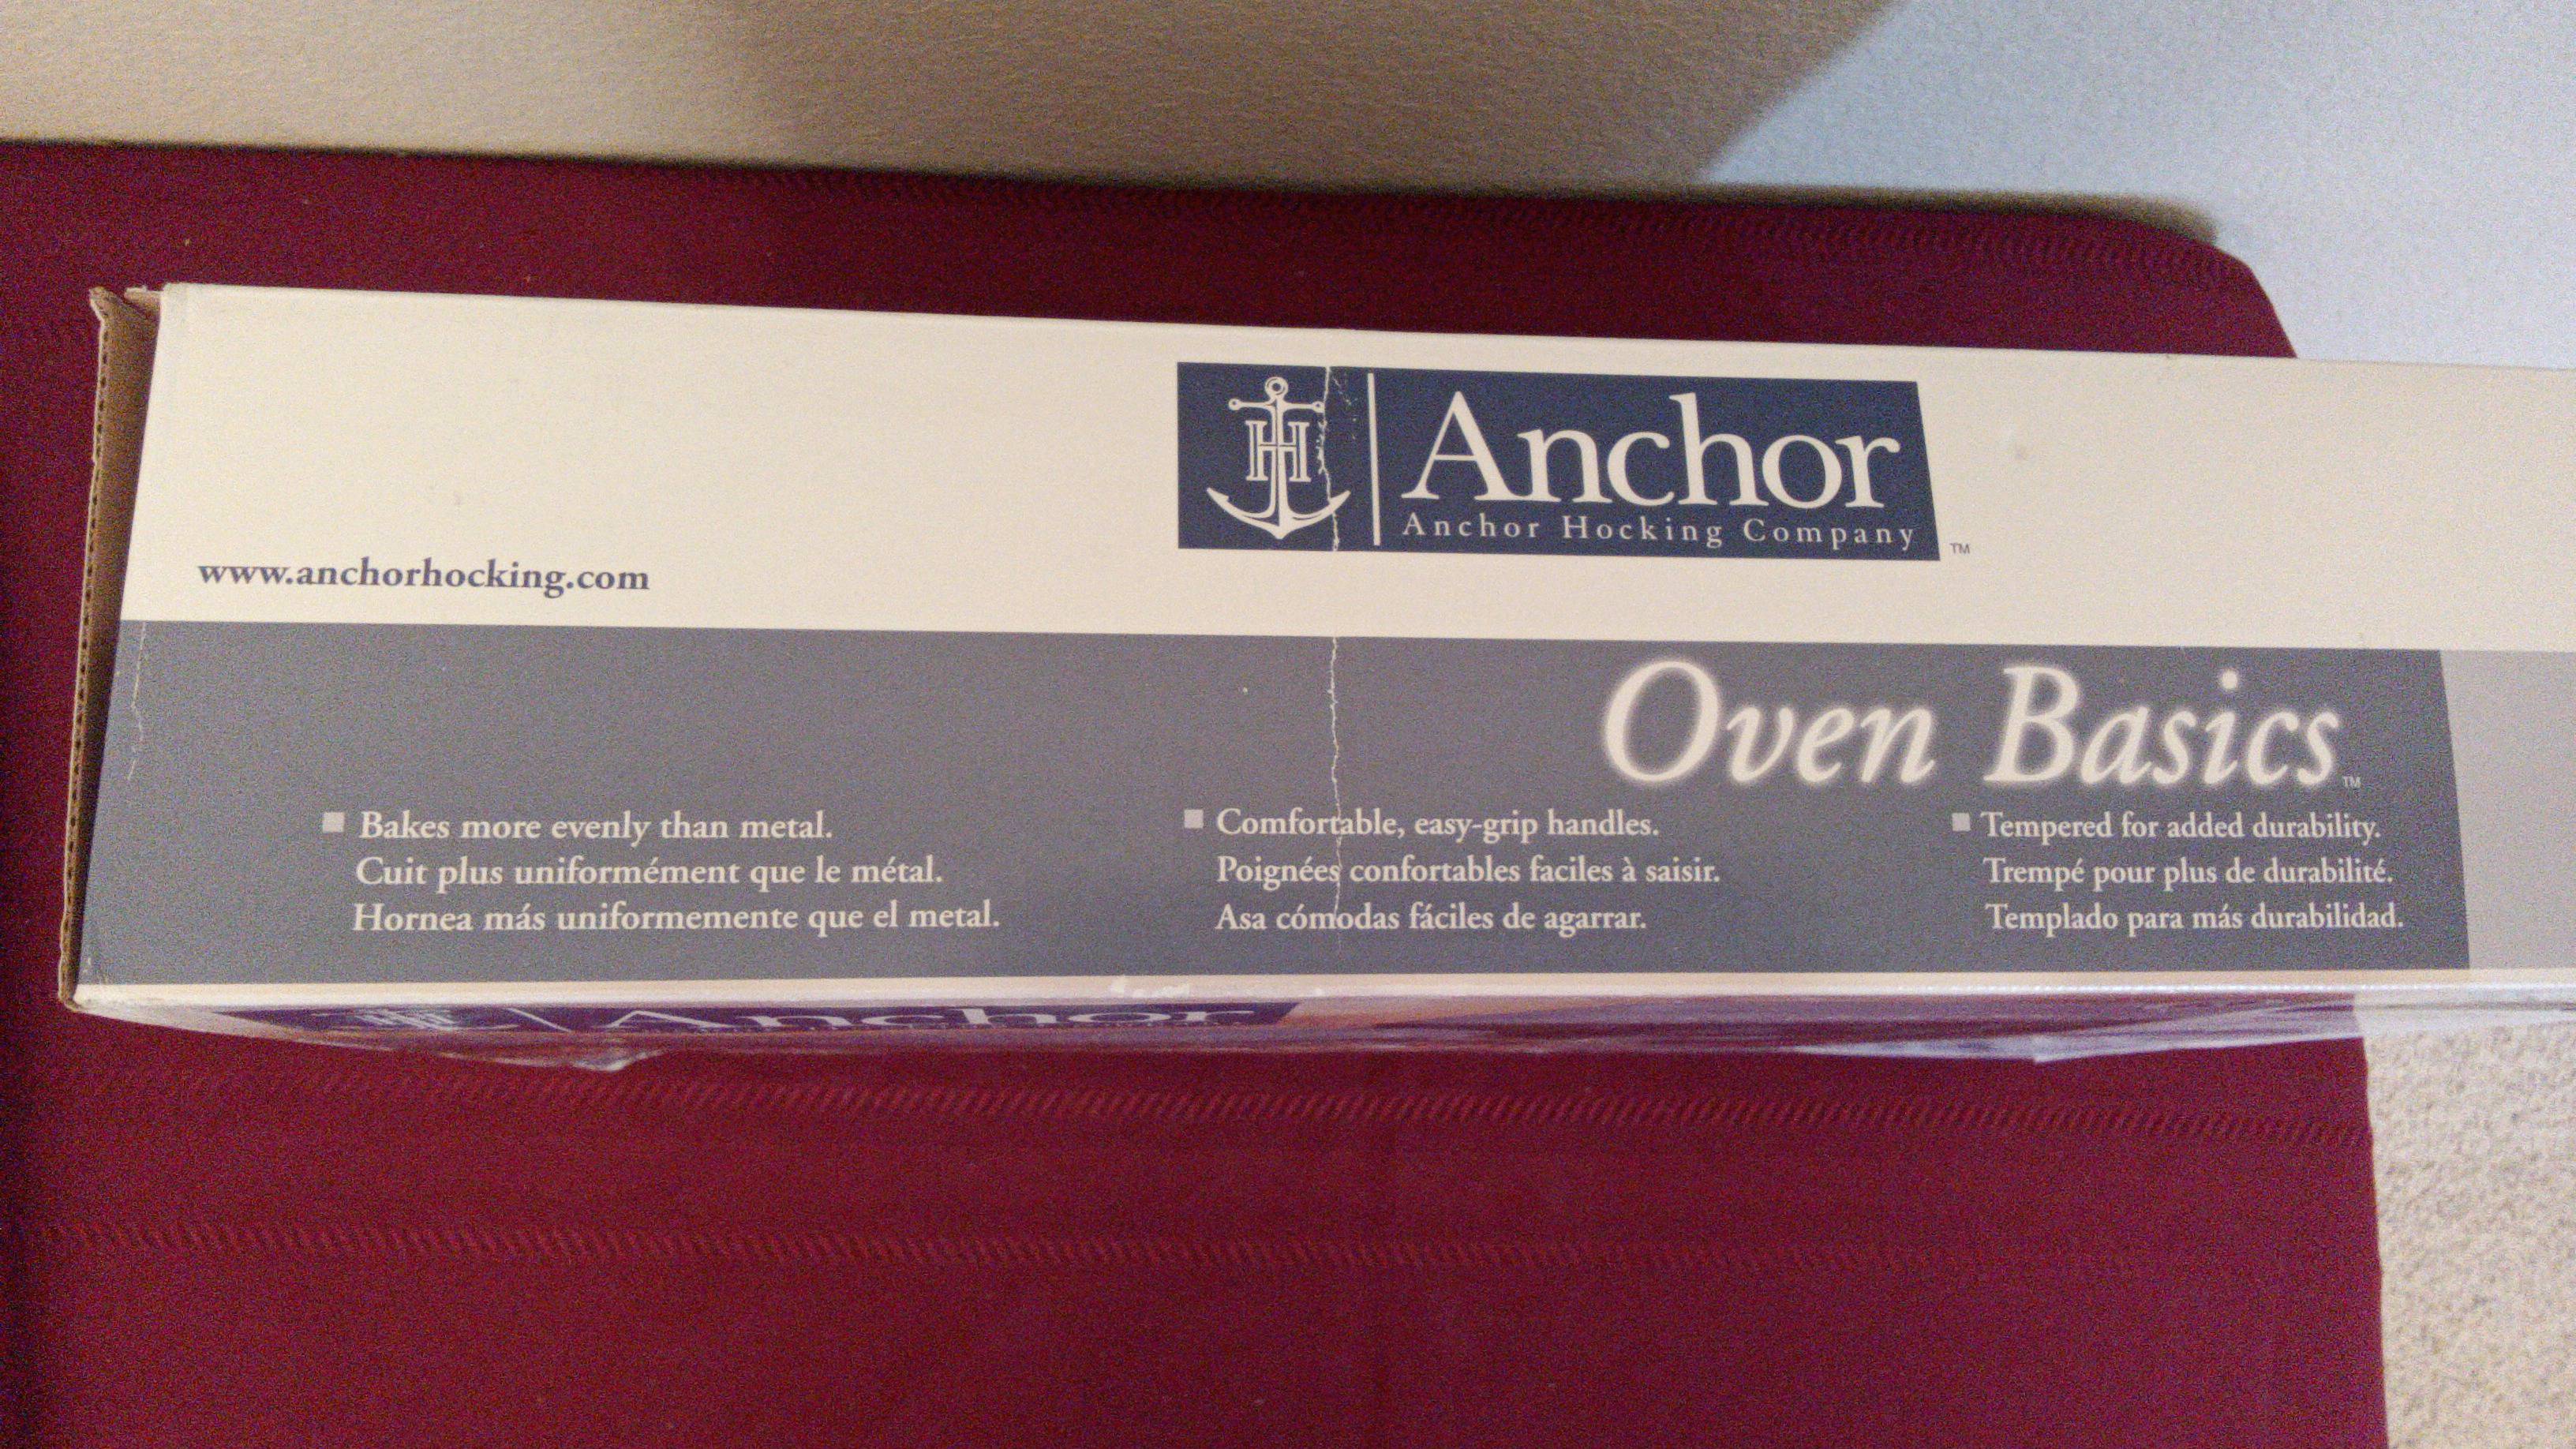 H
Anchor
Anchor Hocking Company
TM
www.anchorhocking.com
Oven Basics
TM
■ Bakes more evenly than metal.
Cuit plus uniformément que le métal.
Hornea más uniformemente que el metal.
■ Comfortable, easy-grip handles.
Poignées confortables faciles à saisir.
Asa cómodas fáciles de agarrar.
■ Tempered for added durability.
Trempé pour plus de durabilité.
Templado para más durabilidad.
Anchor